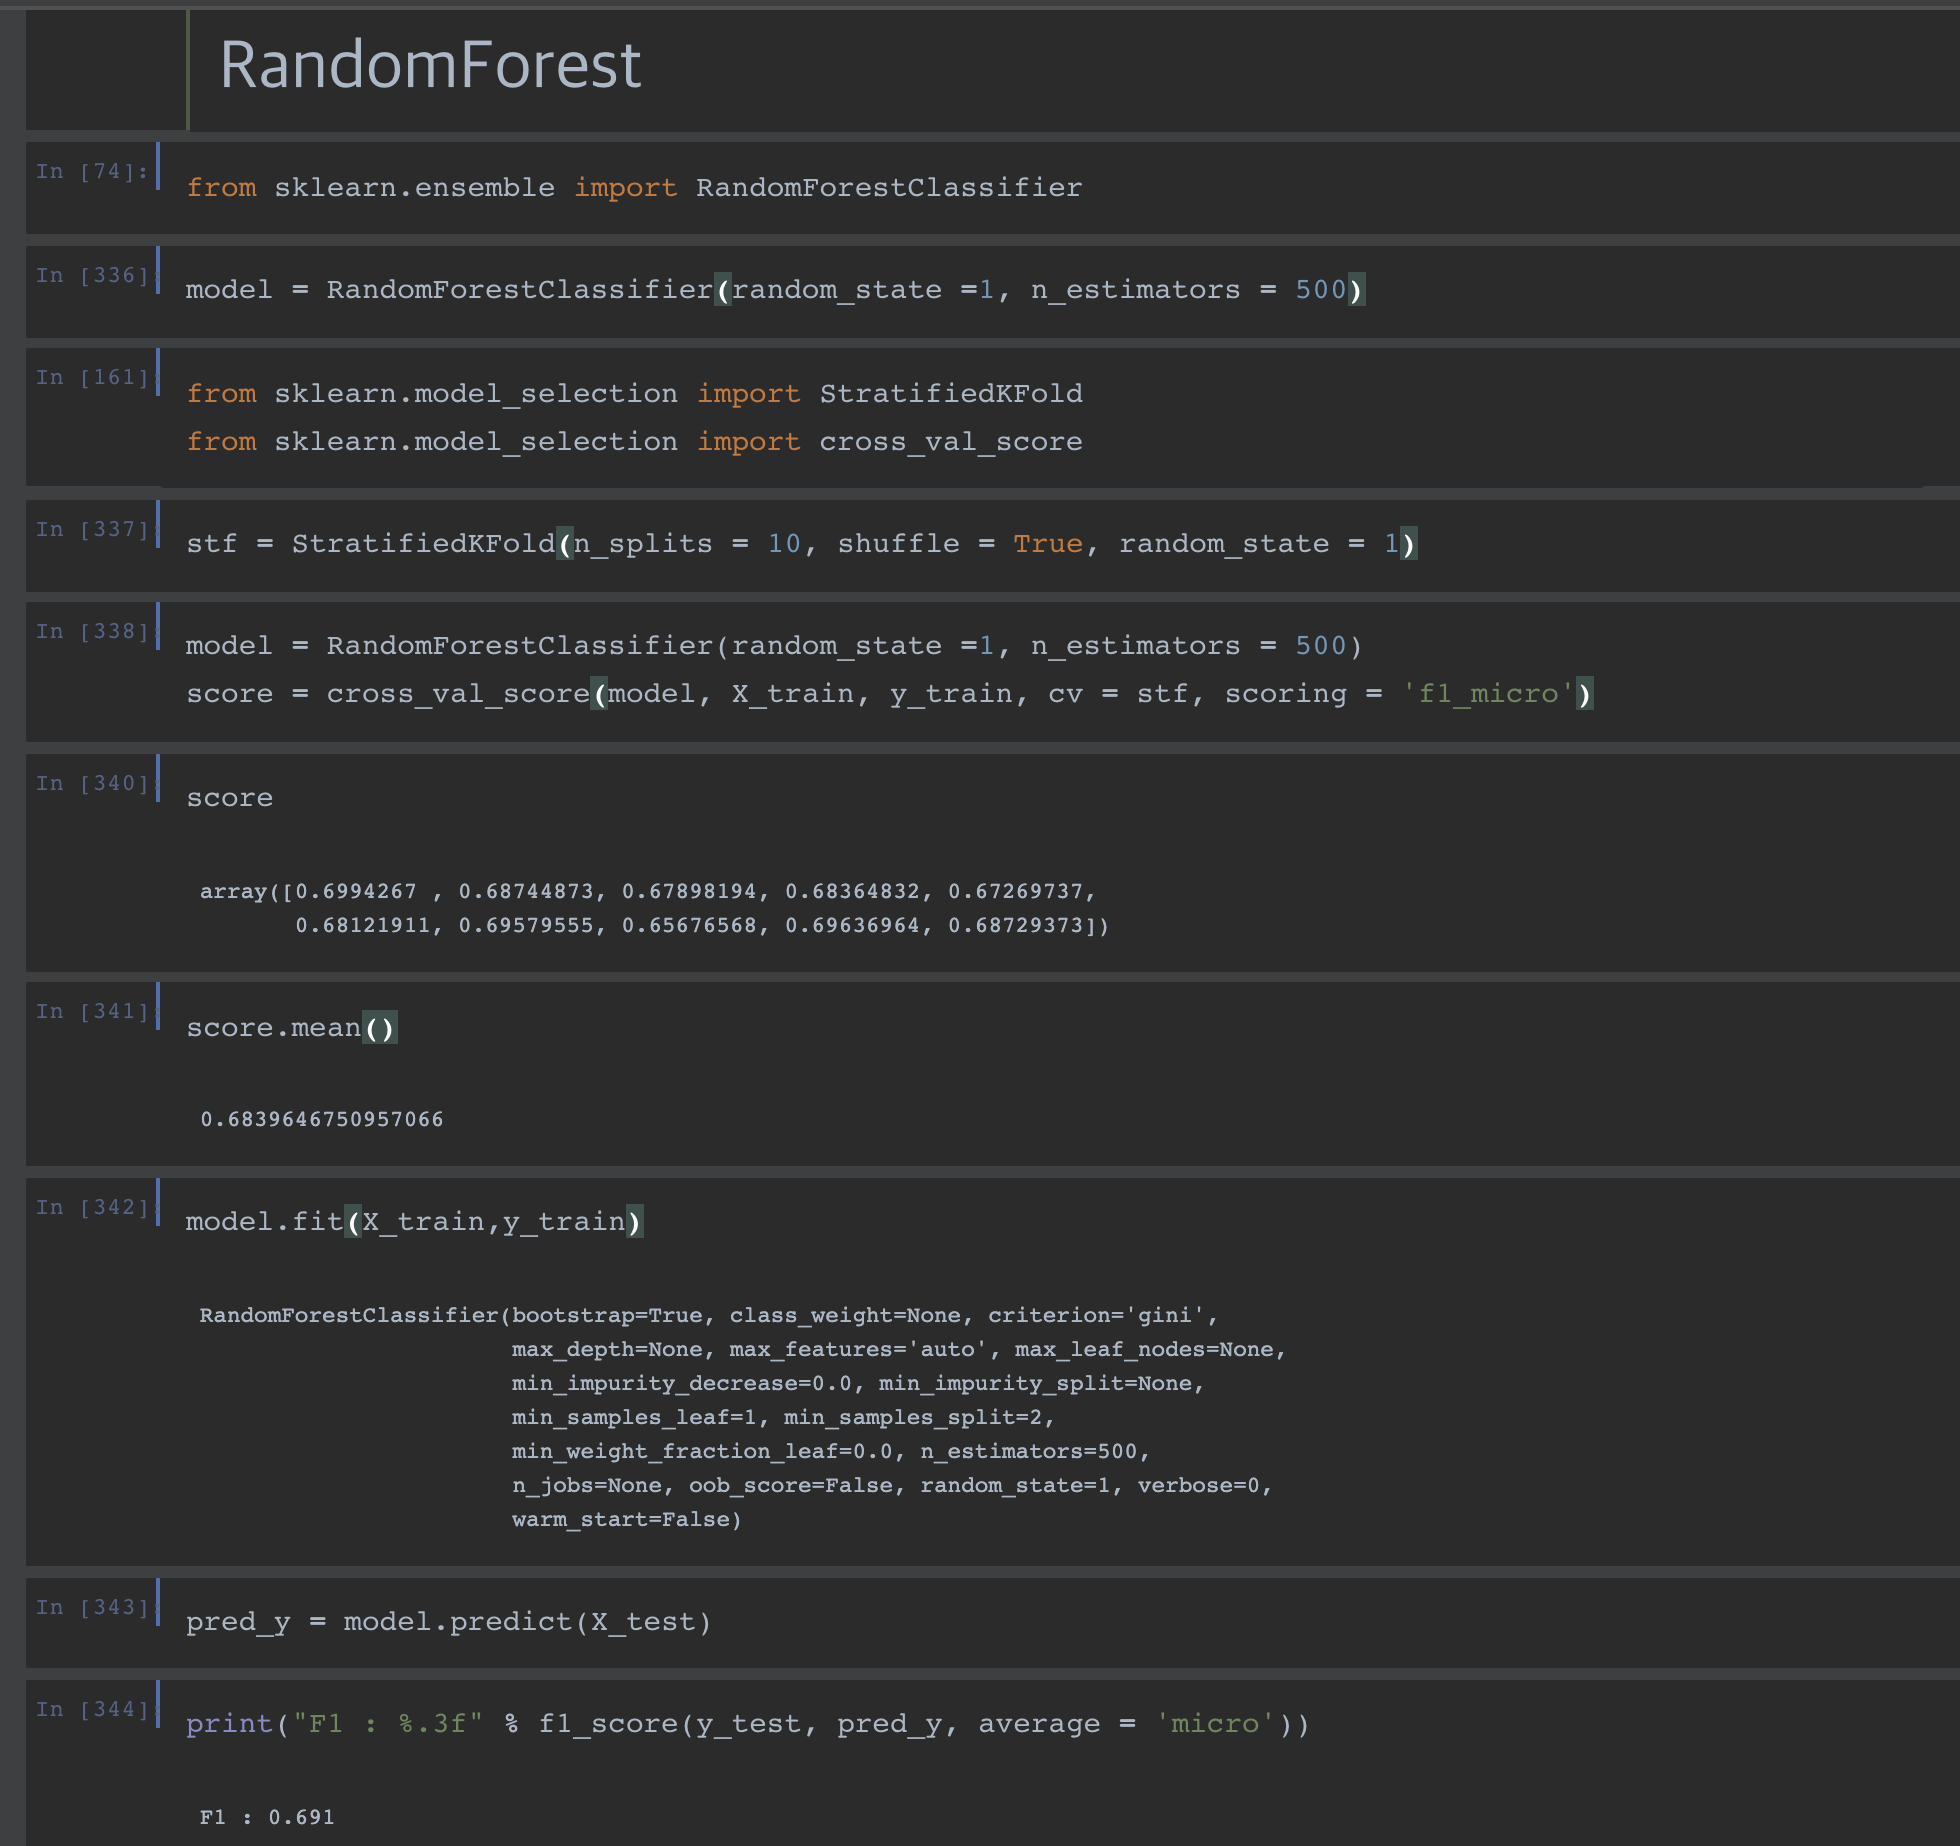 RandomForest
In [74]:
from sklearn.ensemble import RandomForestClassifier
In [336]:
model = RandomForestClassifier(random_state =1, n_estimators = 500)
In [161]:
from sklearn.model_selection import StratifiedKFold
from sklearn.model_selection import cross_val_score
In [337]:
stf = StratifiedKFold(n_splits = 10, shuffle = True, random_state = 1)
In [338]:
model = RandomForestClassifier(random_state =1, n_estimators = 500)
score = cross_val_score(model, X_train, y_train, cv = stf, scoring = 'f1_micro')
In [340]:
score
array([0.6994267 , 0.68744873, 0.67898194, 0.68364832, 0.67269737,
0.68121911, 0.69579555, 0.65676568, 0.69636964, 0.68729373])
In [341]:
score.mean()
0.6839646750957066
In [342]:
model.fit(X_train,y_train)
RandomForestClassifier(bootstrap=True, class_weight=None, criterion='gini',
max_depth=None, max_features='auto', max_leaf_nodes=None,
min_impurity_decrease=0.0, min_impurity_split=None,
min_samples_leaf=1, min_samples_split=2,
min_weight_fraction_leaf=0.0, n_estimators=500,
n_jobs=None, oob_score=False, random_state=1, verbose=0,
warm_start=False)
In [343]:
pred_y = model.predict(X_test)
In [344]:
print("F1 : %.3f" % f1_score(y_test, pred_y, average = 'micro'))
F1 : 0.691